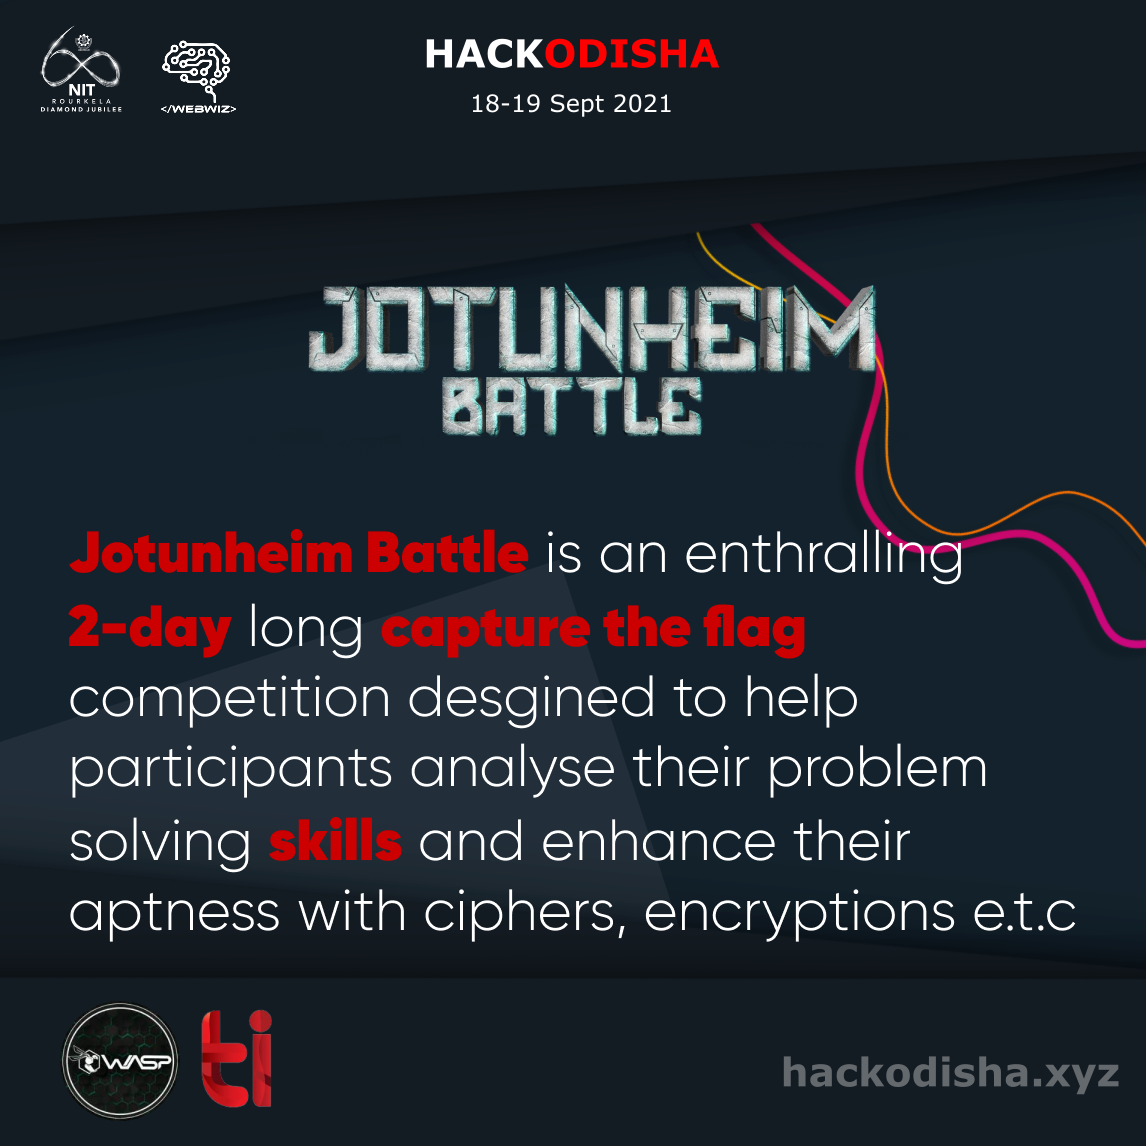 NIT
ROURKELA
DIAMOND JUBILEE
</WEBWIZ>
HACKODISHA
18-19 Sept 2021
JOTUNHEIM
BATTLE
Jotunheim Battle is an enthralling
2-day long capture the flag
competition desgined to help
participants analyse their problem
solving skills and enhance their
aptness with ciphers, encryptions e.t.c
WASP
ti
hackodisha.xyz